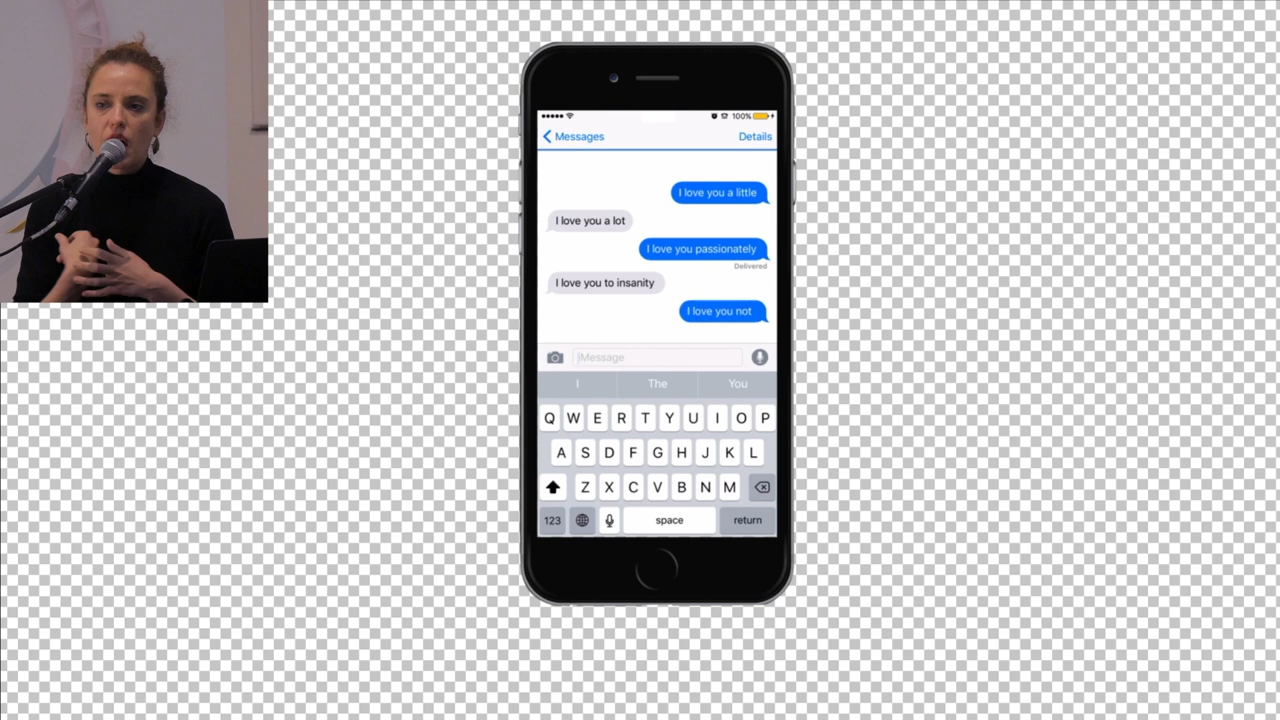 100%
Messages
Details
I love you a little
I love you a lot
I love you passionately
Delivered
I love you to insanity
I love you not
iMessage
I The You
Q W E R T Y U I O P
A S D F G H J K L
Z X C V B N M
123 space return